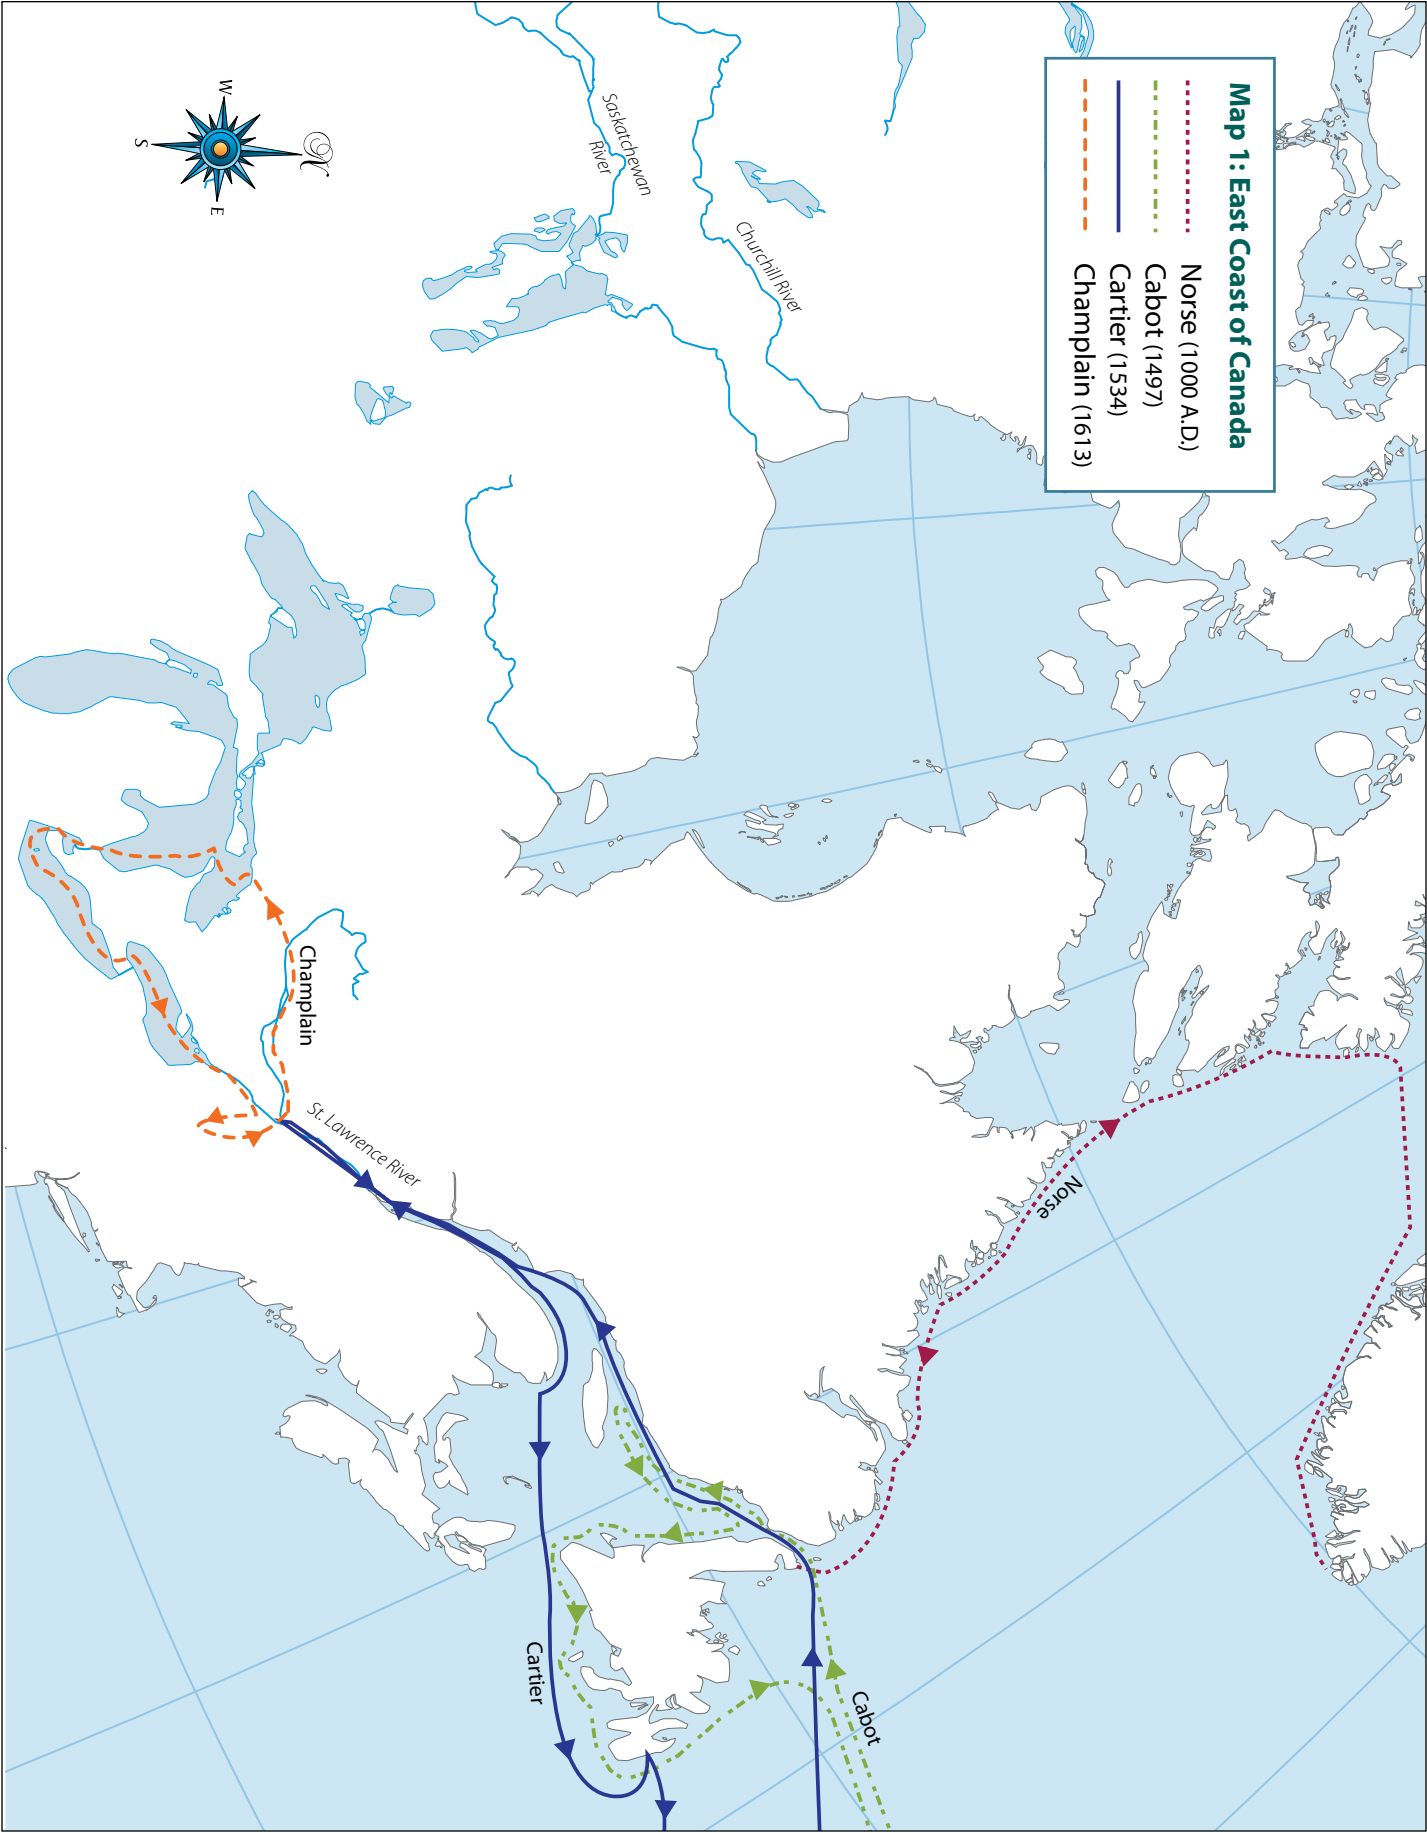 Map 1: East Coast of Canada
Norse (1000 A.D.)
Cabot (1497)
Cartier (1534)
Champlain (1613)
Saskatchewan
River
Churchill River
N
W
E
S
Champlain
St. Lawrence River
Norse
Cartier
Cabot